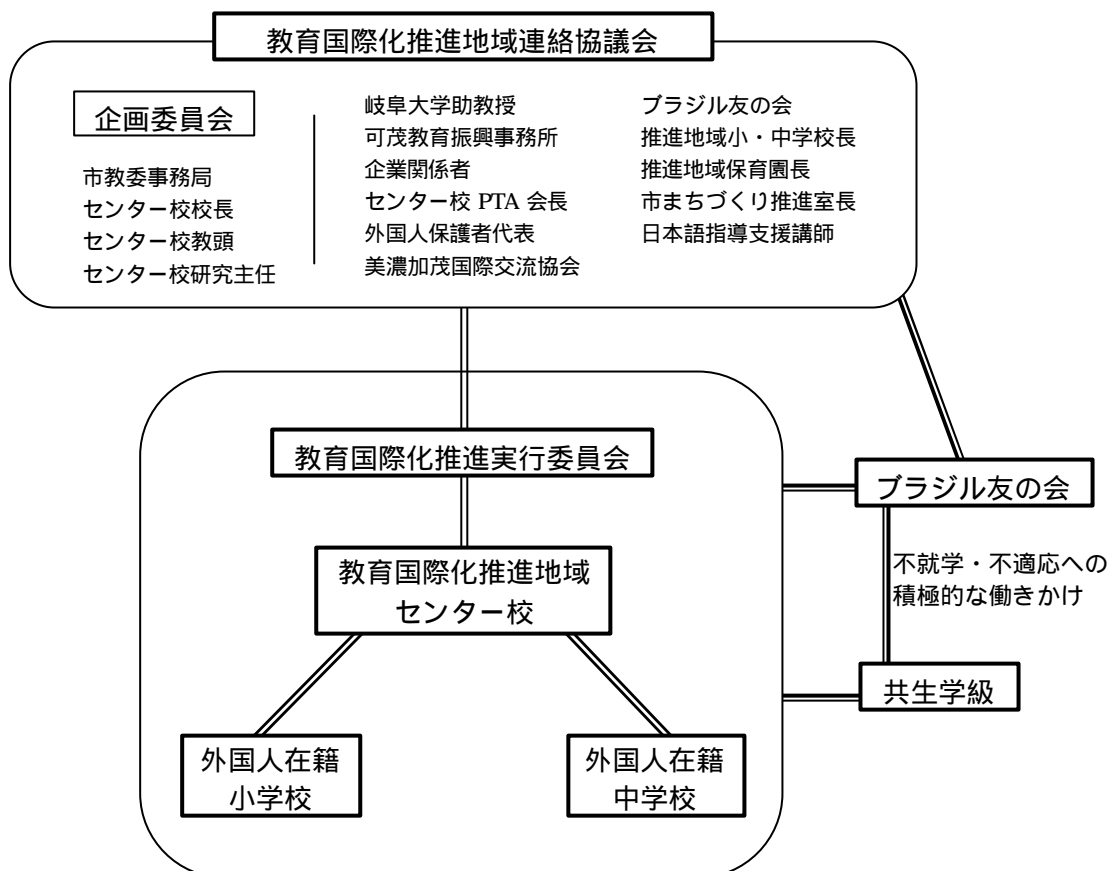 教育国際化推進地域連絡協議会
企画委員会
市教委事務局
センター校校長
センター校教頭
センター校研究主任
岐阜大学助教授
可茂教育振興事務所
企業関係者
センター校 PTA 会長
外国人保護者代表
美濃加茂国際交流協会
ブラジル友の会
推進地域小・中学校長
推進地域保育園長
市まちづくり推進室長
日本語指導支援講師
教育国際化推進実行委員会
ブラジル友の会
教育国際化推進地域
センター校
不就学・不適応への
積極的な働きかけ
共生学級
外国人在籍
小学校
外国人在籍
中学校